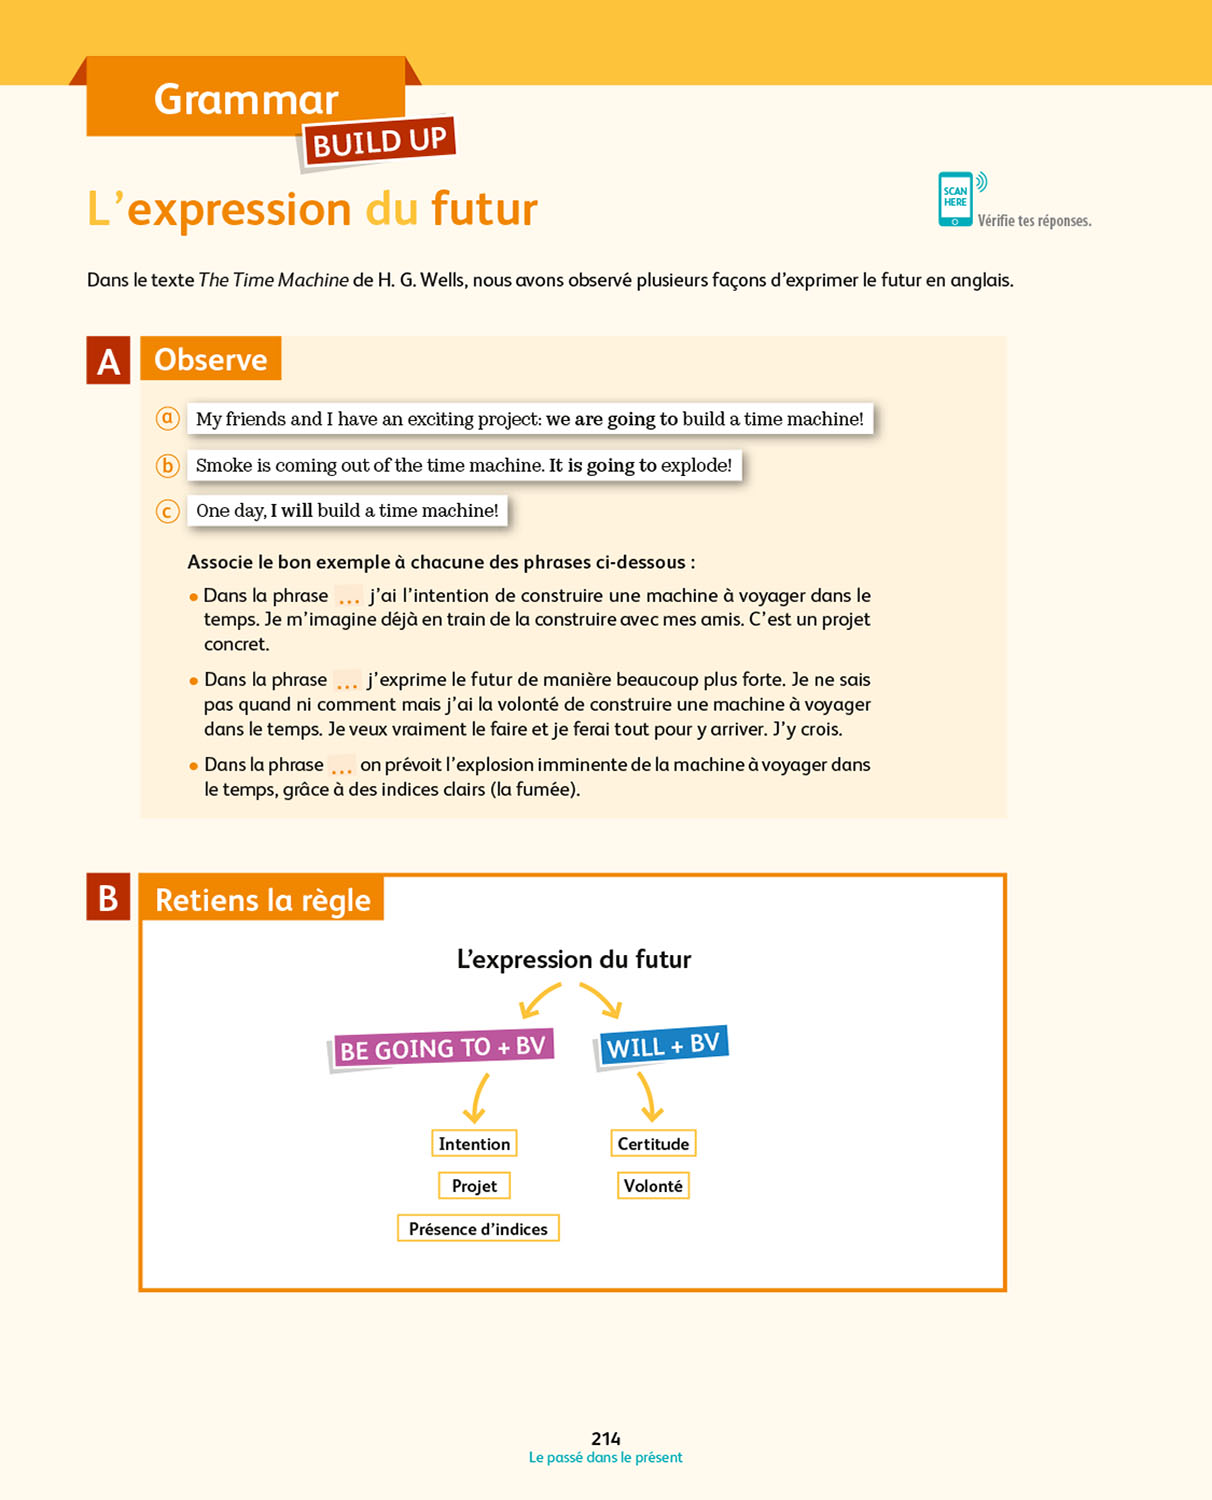 Grammar
BUILD UP
L’expression du futur
SCAN
HERE
Vérifie tes réponses.
Dans le texte The Time Machine de H. G. Wells, nous avons observé plusieurs façons d’exprimer le futur en anglais.
A Observe
a My friends and I have an exciting project: we are going to build a time machine!
b Smoke is coming out of the time machine. It is going to explode!
c One day, I will build a time machine!
Associe le bon exemple à chacune des phrases ci-dessous :
• Dans la phrase ... j’ai l’intention de construire une machine à voyager dans le
temps. Je m’imagine déjà en train de la construire avec mes amis. C’est un projet
concret.
• Dans la phrase ... j’exprime le futur de manière beaucoup plus forte. Je ne sais
pas quand ni comment mais j’ai la volonté de construire une machine à voyager
dans le temps. Je veux vraiment le faire et je ferai tout pour y arriver. J’y crois.
• Dans la phrase ... on prévoit l’explosion imminente de la machine à voyager dans
le temps, grâce à des indices clairs (la fumée).
B Retiens la règle
L’expression du futur
BE GOING TO + BV
WILL + BV
Intention
Certitude
Projet
Volonté
Présence d’indices
214
Le passé dans le présent